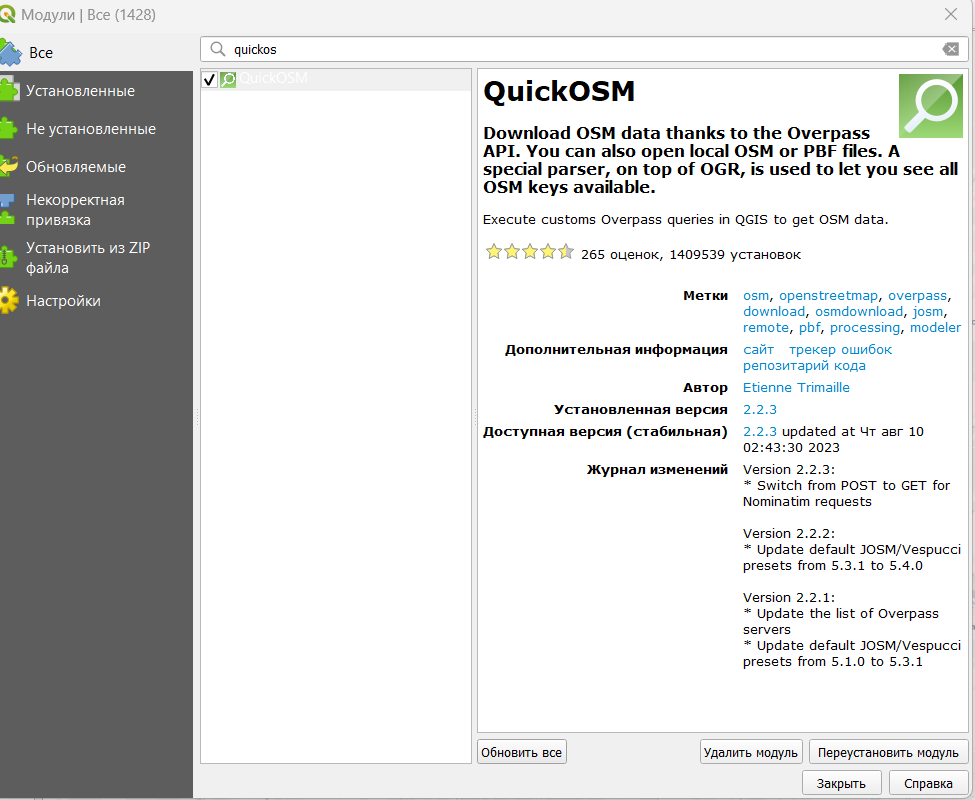 Модули | Все (1428)
Все
Установленные
Не установленные
Обновляемые
Некорректная
привязка
Установить из ZIP
файла
Настройки
quickos
QuickOSM
QuickOSM
Download OSM data thanks to the Overpass
API. You can also open local OSM or PBF files. A
special parser, on top of OGR, is used to let you see all
OSM keys available.
Execute customs Overpass queries in QGIS to get OSM data.
265 оценок, 1409539 установок
Метки osm, openstreetmap, overpass,
download, osmdownload, josm,
remote, pbf, processing, modeler
Дополнительная информация сайт трекер ошибок
репозитарий кода
Автор Etienne Trimaille
Установленная версия 2.2.3
Доступная версия (стабильная) 2.2.3 updated at Чт авг 10
02:43:30 2023
Журнал изменений Version 2.2.3:
* Switch from POST to GET for
Nominatim requests
Version 2.2.2:
* Update default JOSM/Vespucci
presets from 5.3.1 to 5.4.0
Version 2.2.1:
* Update the list of Overpass
servers
* Update default JOSM/Vespucci
presets from 5.1.0 to 5.3.1
Обновить все Удалить модуль Переустановить модуль
Закрыть Справка